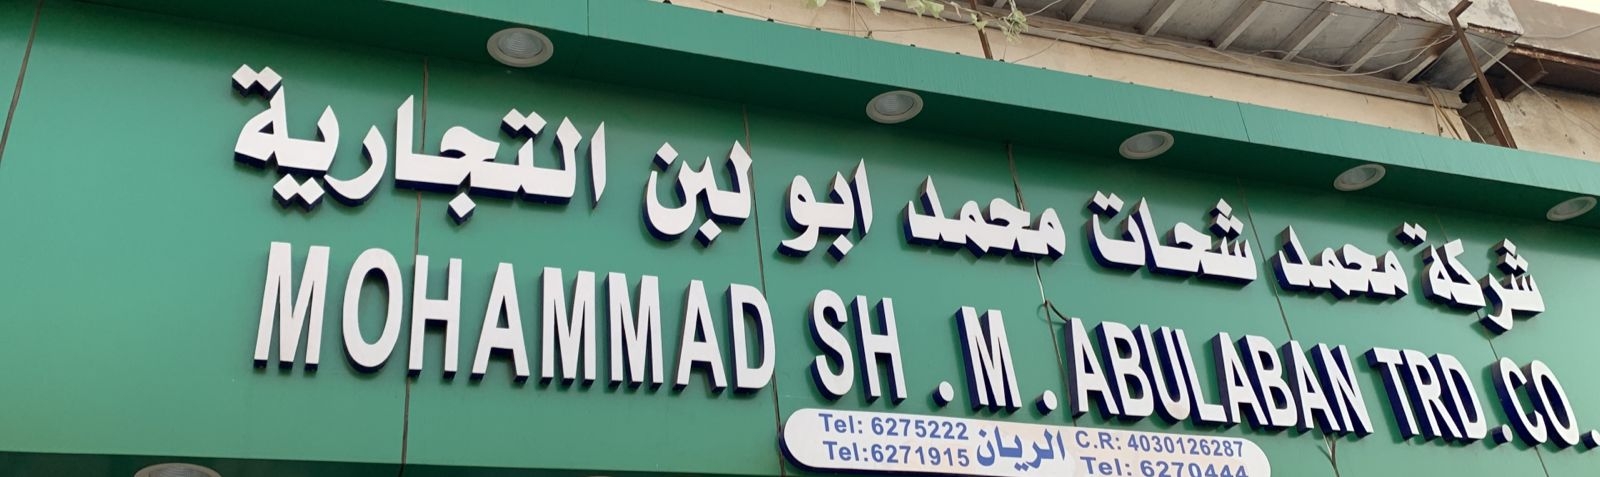 شركة محمد شحات محمد ابو لبن التجارية
MOHAMMAD SH . M . ABULABAN TRD . CO .
Tel: 6275222 الريان C.R: 4030126287
Tel:6271915 Tel: 6270444